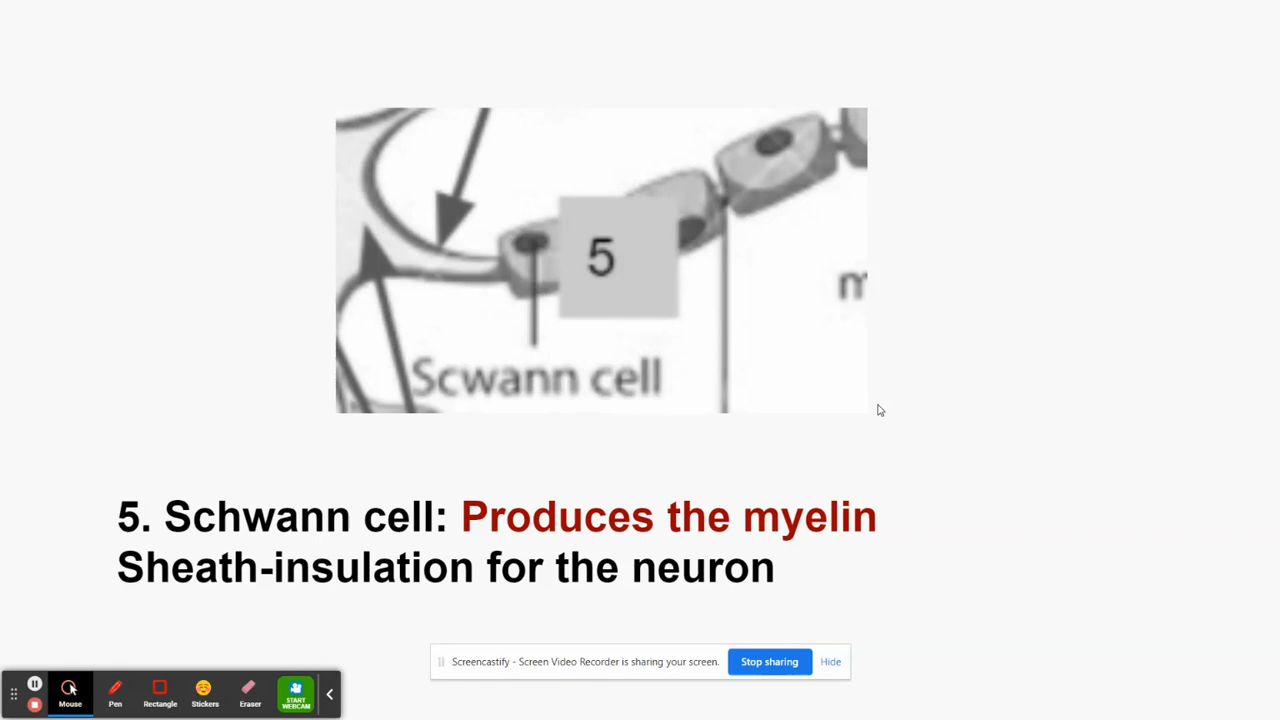 5
m
Scwann cell
5. Schwann cell: Produces the myelin
Sheath-insulation for the neuron
Screencastify - Screen Video Recorder is sharing your screen.
Stop sharing
Hide
Mouse
Pen
Rectangle
Stickers
Eraser
START
WEBCAM